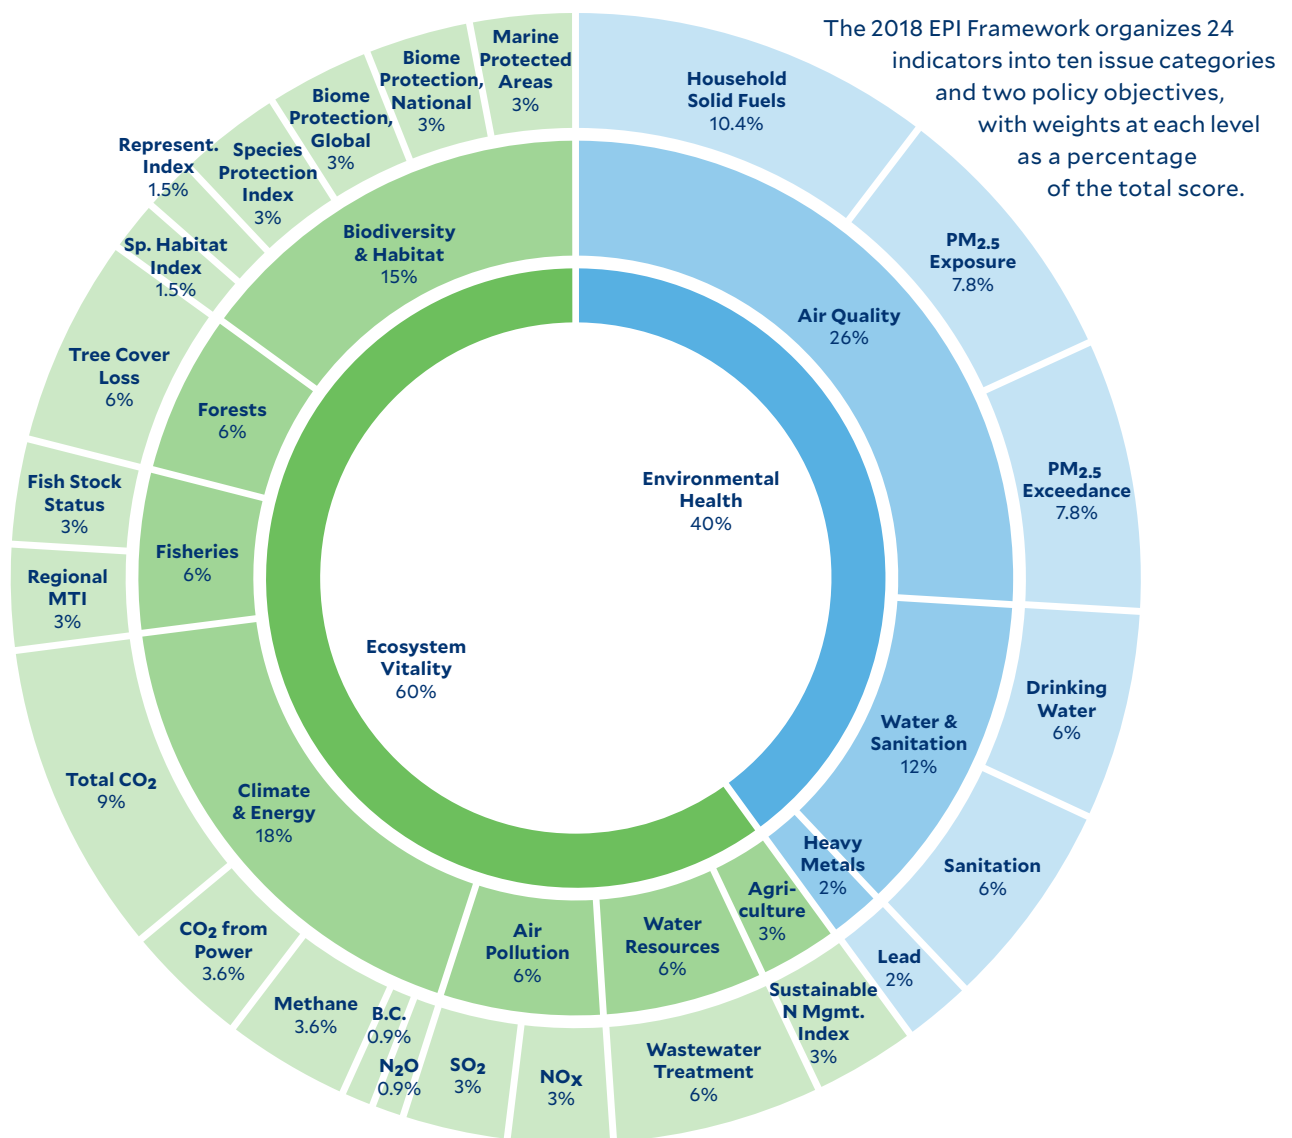 The 2018 EPI Framework organizes 24
indicators into ten issue categories
and two policy objectives,
with weights at each level
as a percentage
of the total score.
Household
Solid Fuels
10.4%
PM2.5
Exposure
7.8%
PM2.5
Exceedance
7.8%
Drinking
Water
6%
Sanitation
6%
Lead
2%
Sustainable
N Mgmt.
Index
3%
Wastewater
Treatment
6%
NOX
3%
SO2
3%
N2O
0.9%
B.C.
0.9%
Methane
3.6%
CO2 from
Power
3.6%
Total CO2
9%
Regional
MTI
3%
Fish Stock
Status
3%
Tree Cover
Loss
6%
Sp. Habitat
Index
1.5%
Represent.
Index
1.5%
Species
Protection
Index
3%
Biome
Protection,
Global
3%
Biome
Protection,
National
3%
Marine
Protected
Areas
3%
Air Quality
26%
Water &
Sanitation
12%
Heavy
Metals
2%
Agri-
culture
3%
Water
Resources
6%
Air
Pollution
6%
Climate
& Energy
18%
Fisheries
6%
Forests
6%
Biodiversity
& Habitat
15%
Environmental
Health
40%
Ecosystem
Vitality
60%